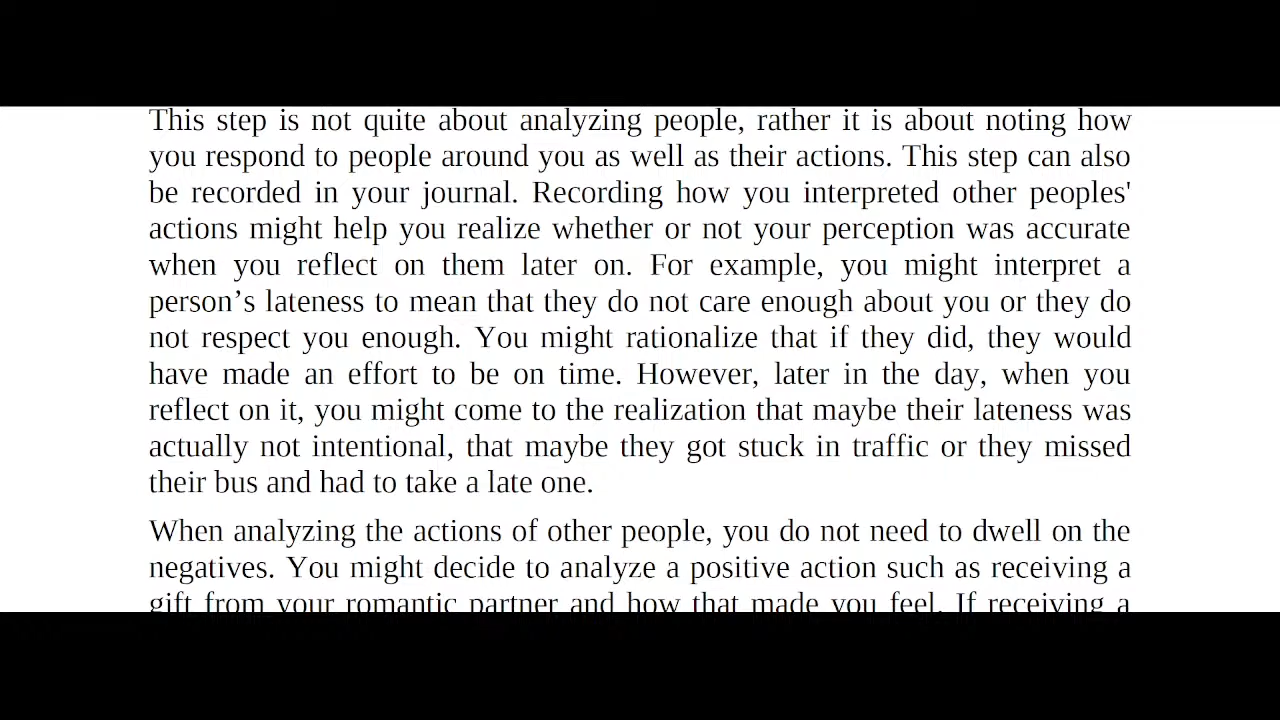 This step is not quite about analyzing people, rather it is about noting how
you respond to people around you as well as their actions. This step can also
be recorded in your journal. Recording how you interpreted other peoples'
actions might help you realize whether or not your perception was accurate
when you reflect on them later on. For example, you might interpret a
person’s lateness to mean that they do not care enough about you or they do
not respect you enough. You might rationalize that if they did, they would
have made an effort to be on time. However, later in the day, when you
reflect on it, you might come to the realization that maybe their lateness was
actually not intentional, that maybe they got stuck in traffic or they missed
their bus and had to take a late one.
When analyzing the actions of other people, you do not need to dwell on the
negatives. You might decide to analyze a positive action such as receiving a
gift from your romantic partner and how that made you feel. If receiving a